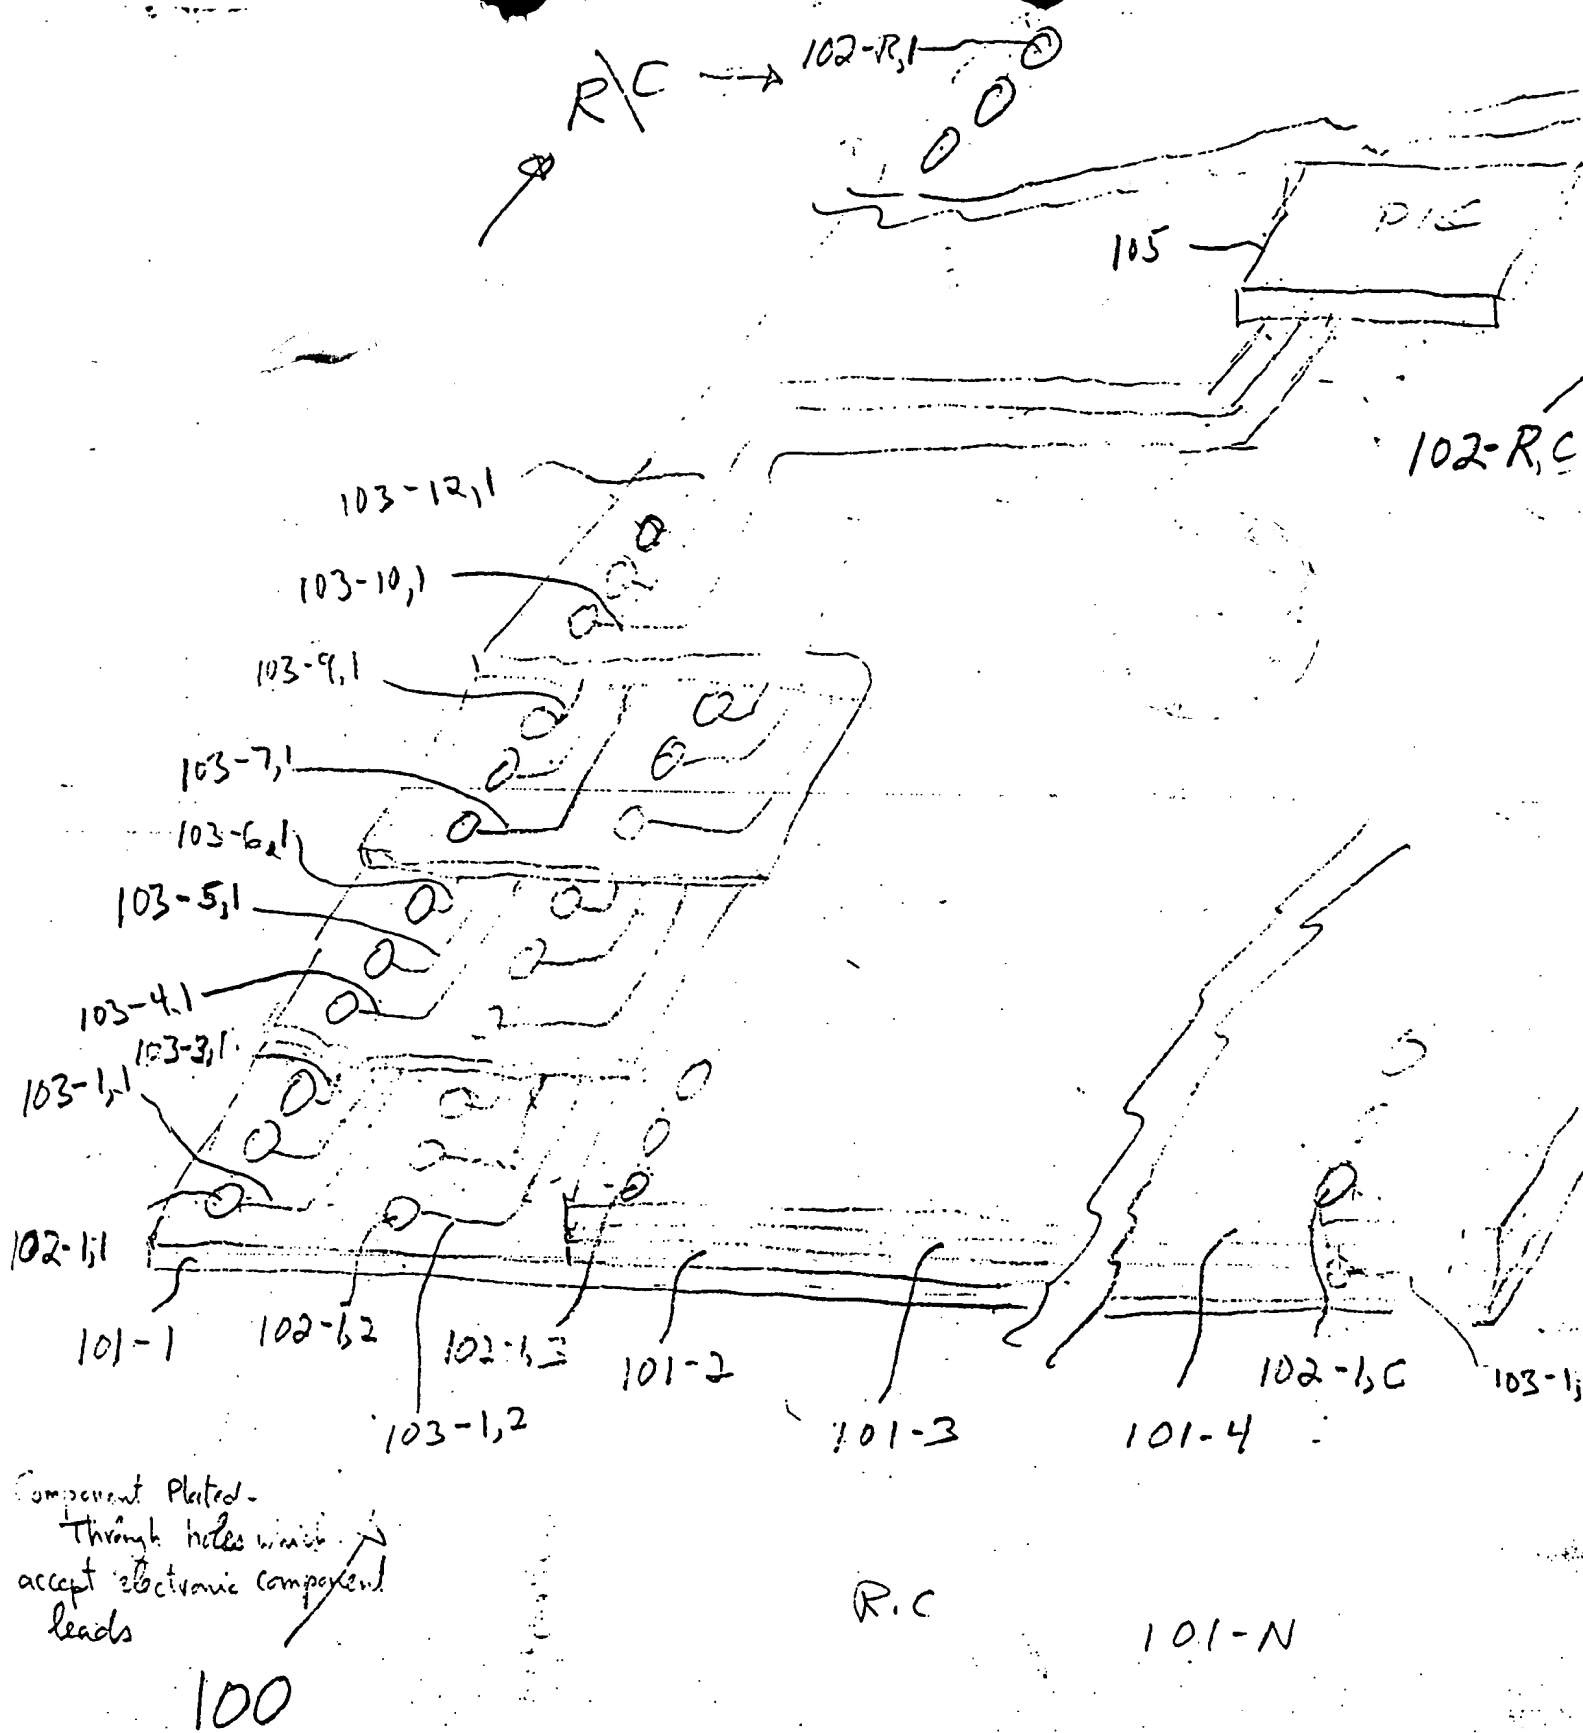 R\C → 102-R,1
105
PIC
102-R,C
103-12,1
103-10,1
103-9,1
103-7,1
103-6,1
103-5,1
103-4,1
103-3,1
103-1,1
102-1,1
101-1
102-1,2
102-1,3
101-2
102-1,C
103-1,
103-1,2
101-3
101-4
Component Plated-
Through holes which
accept electronic component
leads
R.C
101-N
100